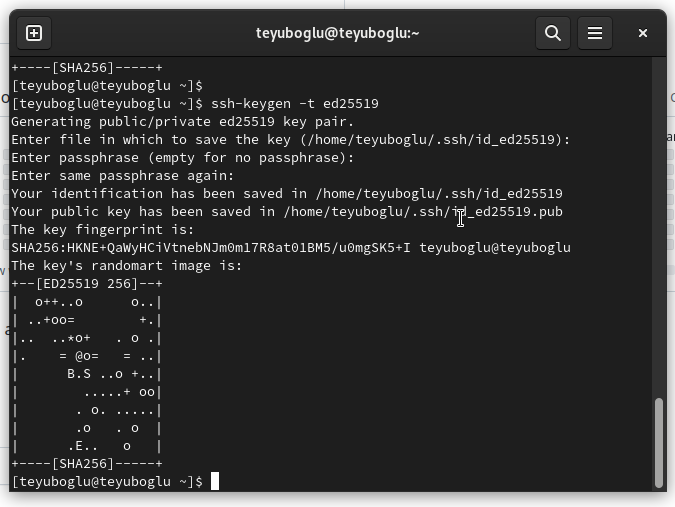 teyuboglu@teyuboglu:~
+----[SHA256]-----+
[teyuboglu@teyuboglu ~]$
[teyuboglu@teyuboglu ~]$ ssh-keygen -t ed25519
Generating public/private ed25519 key pair.
Enter file in which to save the key (/home/teyuboglu/.ssh/id_ed25519):
Enter passphrase (empty for no passphrase):
Enter same passphrase again:
Your identification has been saved in /home/teyuboglu/.ssh/id_ed25519
Your public key has been saved in /home/teyuboglu/.ssh/id_ed25519.pub
The key fingerprint is:
SHA256:HKNE+QaWyHCiVtnebNJm0m17R8at01BM5/u0mgSK5+I teyuboglu@teyuboglu
The key's randomart image is:
+--[ED25519 256]--+
|  o++..o      o..|
| ..+oo=        +.|
|..  ..*o+   . o .|
|.    = @o=   = ..|
|      B.S ..o +..|
|        .....+ oo|
|       . o. .....|
|       .o   . o  |
|      .E..   o   |
+----[SHA256]-----+
[teyuboglu@teyuboglu ~]$